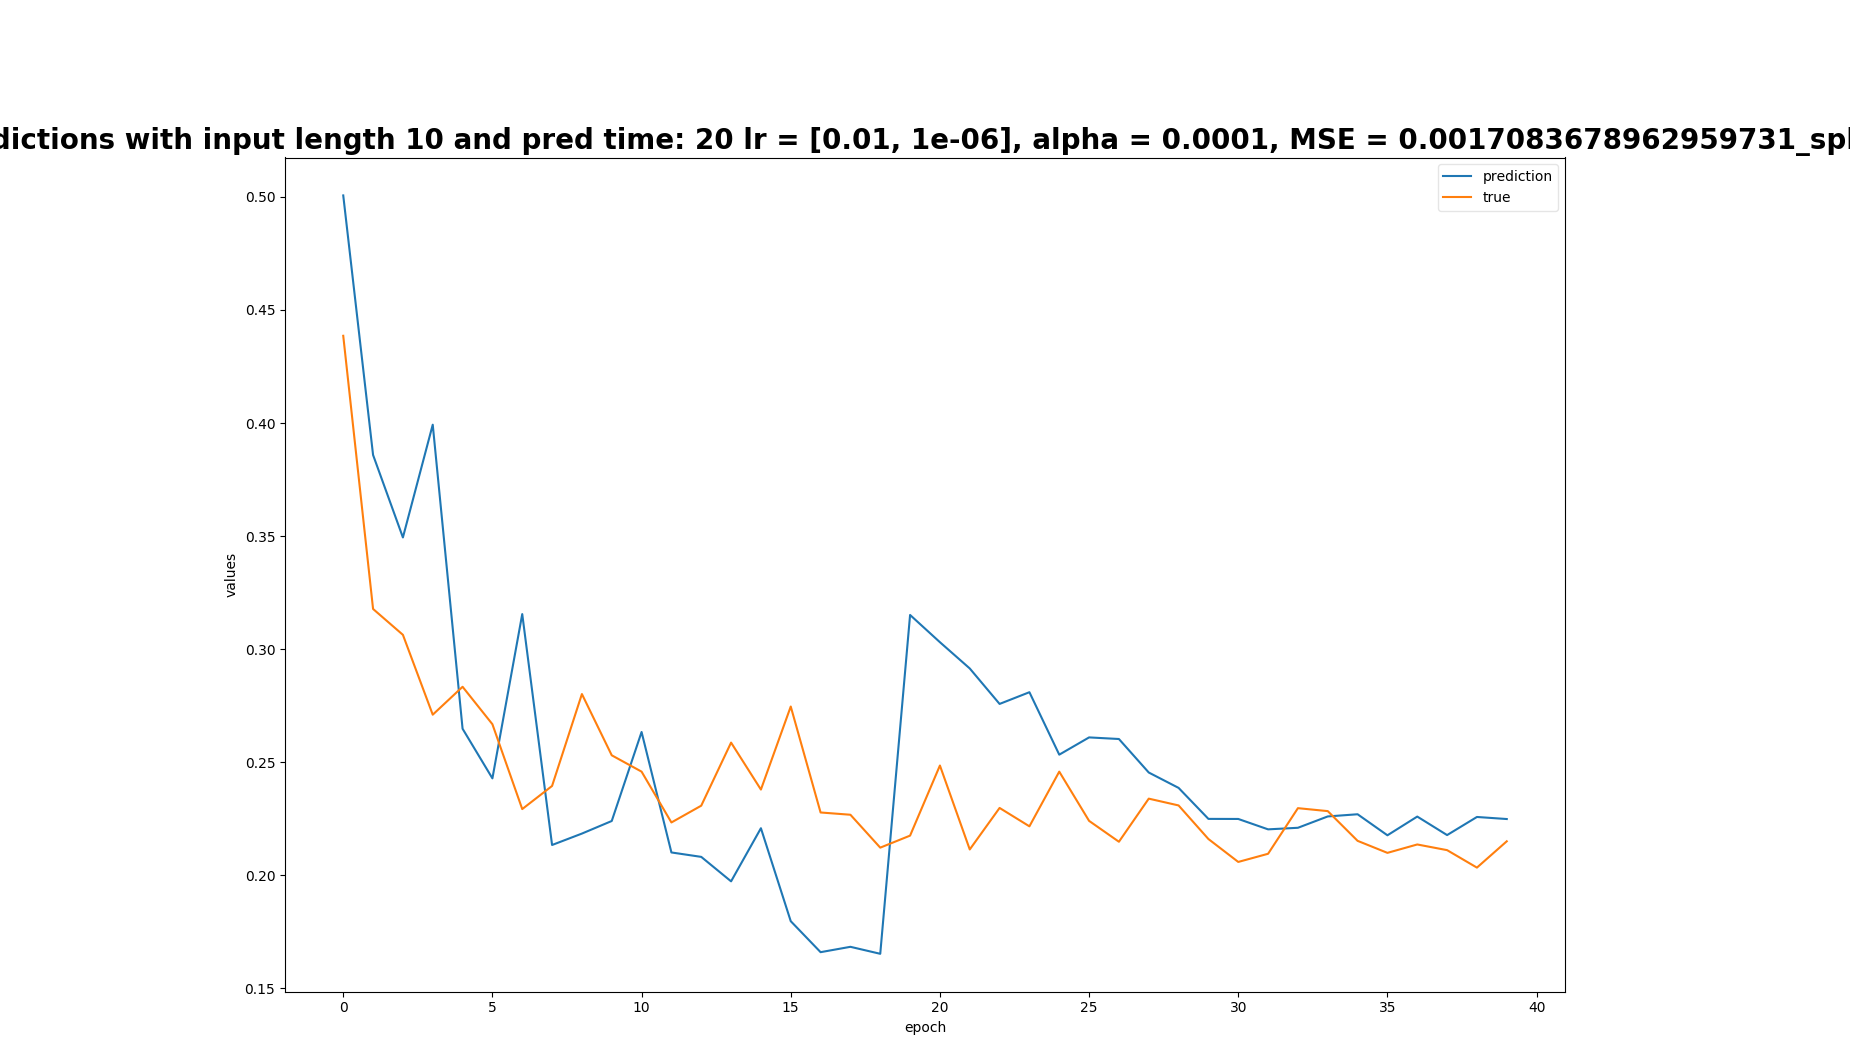 dictions with input length 10 and pred time: 20 lr = [0.01, 1e-06], alpha = 0.0001, MSE = 0.0017083678962959731_spl
prediction
true
0.50
0.45
0.40
0.35
0.30
0.25
0.20
0.15
values
0 5 10 15 20 25 30 35 40
epoch